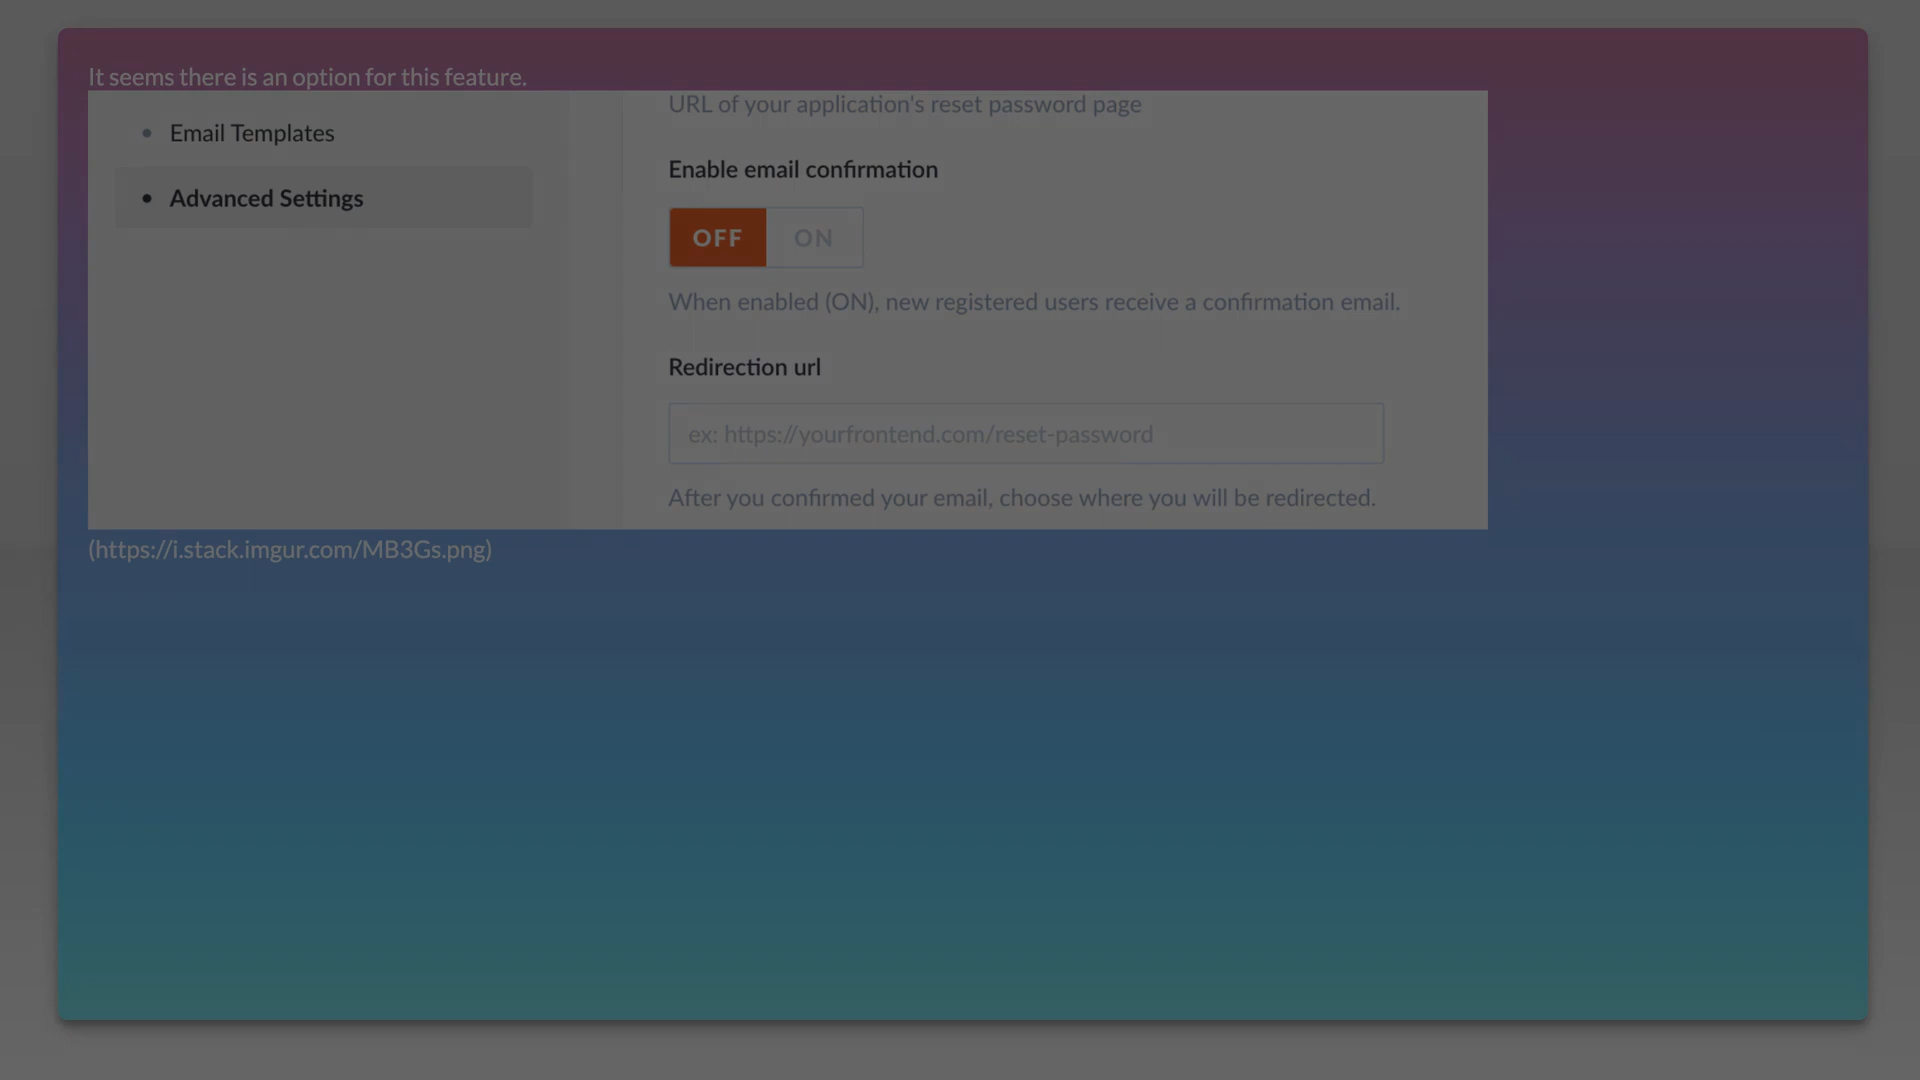 It seems there is an option for this feature.
Email Templates
Advanced Settings
URL of your application's reset password page
Enable email confirmation
OFF ON
When enabled (ON), new registered users receive a confirmation email.
Redirection url
ex: https://yourfrontend.com/reset-password
After you confirmed your email, choose where you will be redirected.
(https://i.stack.imgur.com/MB3Gs.png)